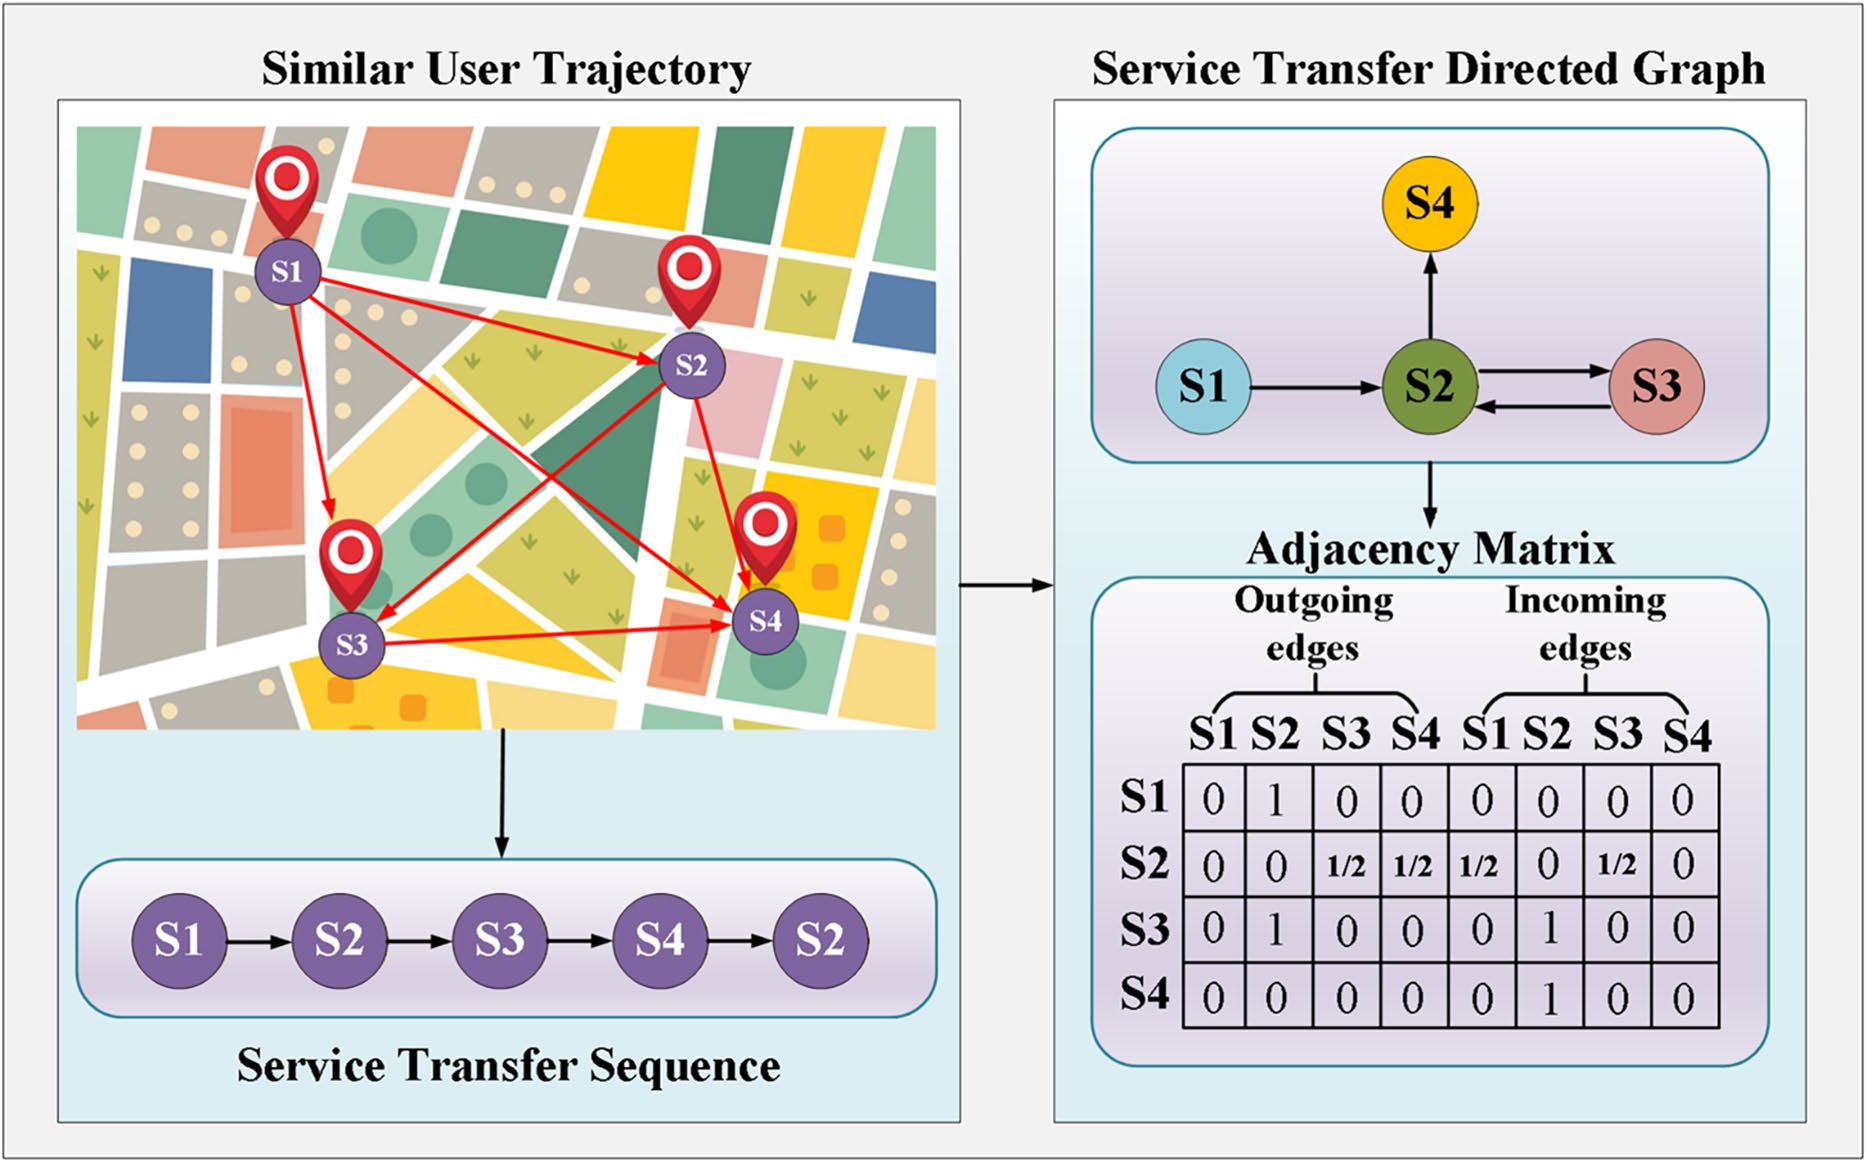 Similar User Trajectory
S1
S2
S3
S4
S1 S2 S3 S4 S2
Service Transfer Sequence
Service Transfer Directed Graph
S4
S1 S2 S3
Adjacency Matrix
Outgoing edges Incoming edges
S1 S2 S3 S4 S1 S2 S3 S4
S1 0 1 0 0 0 0 0 0
S2 0 0 1/2 1/2 1/2 0 1/2 0
S3 0 1 0 0 0 1 0 0
S4 0 0 0 0 0 1 0 0